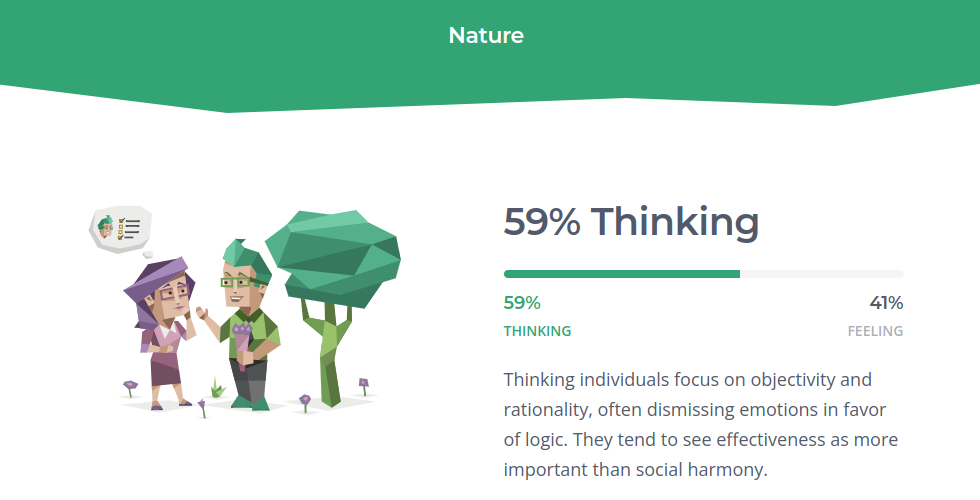 Nature
59% Thinking
59%
41%
THINKING
FEELING
Thinking individuals focus on objectivity and
rationality, often dismissing emotions in favor
of logic. They tend to see effectiveness as more
important than social harmony.